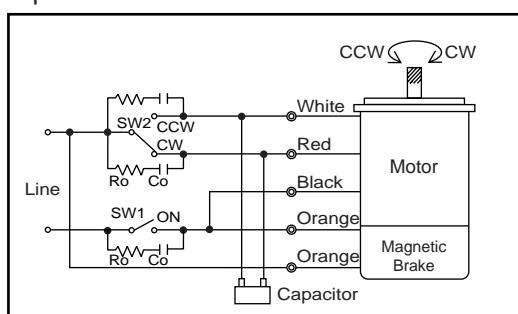 CCW CW
White
SW2 CCW
CW
Red
Ro Co
Motor
Line
Black
SW1 ON
Orange
Ro Co
Magnetic
Brake
Orange
Capacitor